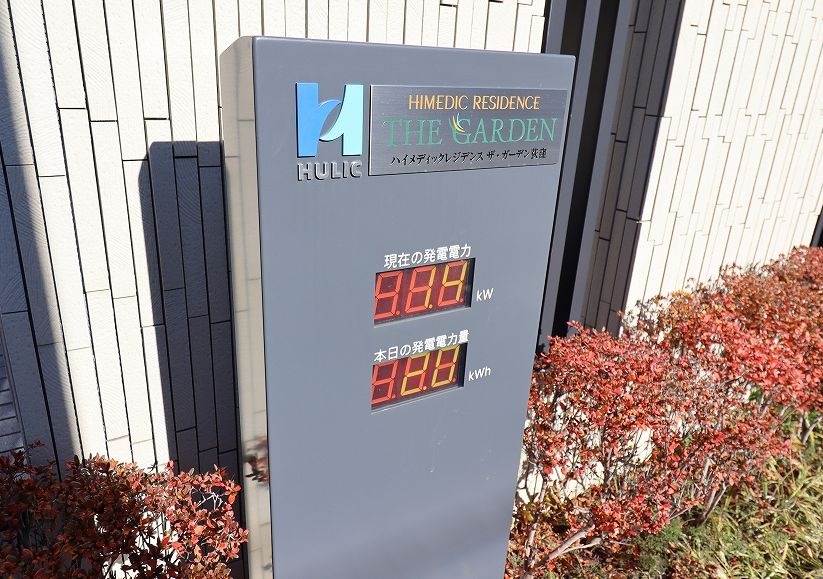 HULIC
HIMEDIC RESIDENCE
THE GARDEN
ハイメディックレジデンス ザ・ガーデン荻窪
現在の発電電力
1.4 kW
本日の発電電力量
kWh